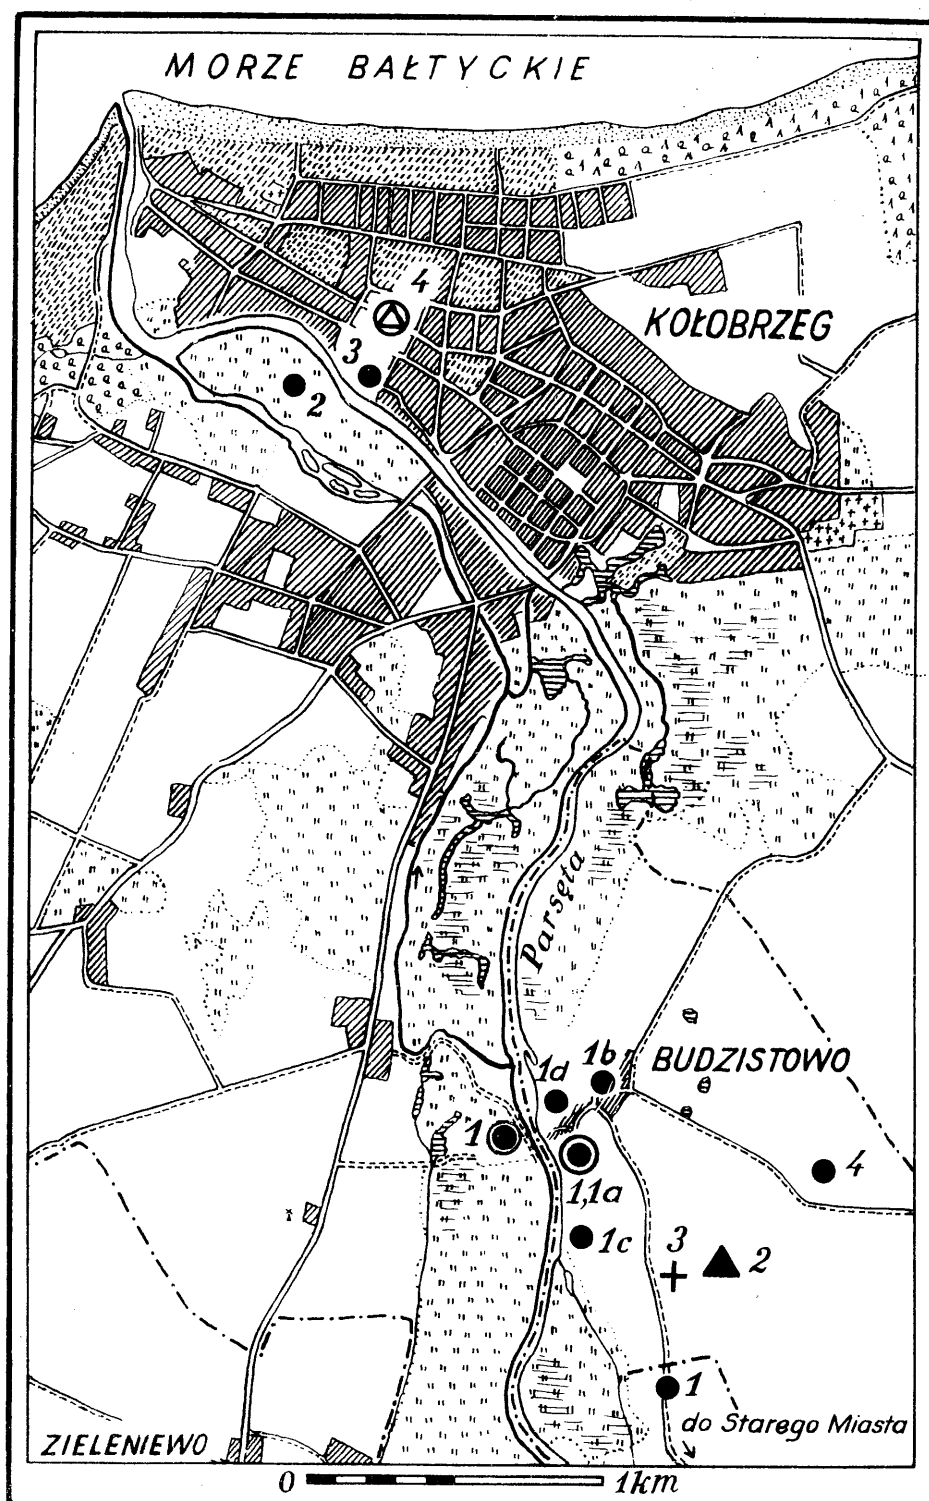 MORZE BAŁTYCKIE
4
KOŁOBRZEG
3
2
Parsęta
BUDZISTOWO
1b
1d
1
4
1,1a
1c
3
2
1
do Starego Miasta
ZIELENIEWO
0 1km